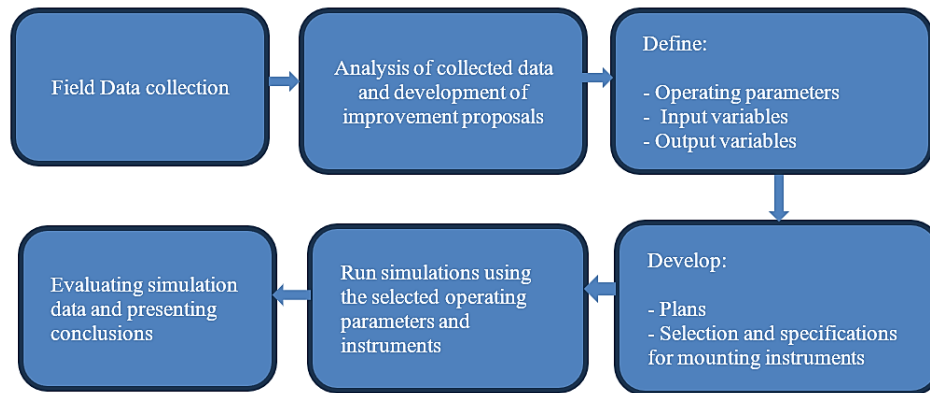 Field Data collection
Analysis of collected data
and development of
improvement proposals
Define:
- Operating parameters
- Input variables
- Output variables
Develop:
- Plans
- Selection and specifications
for mounting instruments
Run simulations using
the selected operating
parameters and
instruments
Evaluating simulation
data and presenting
conclusions